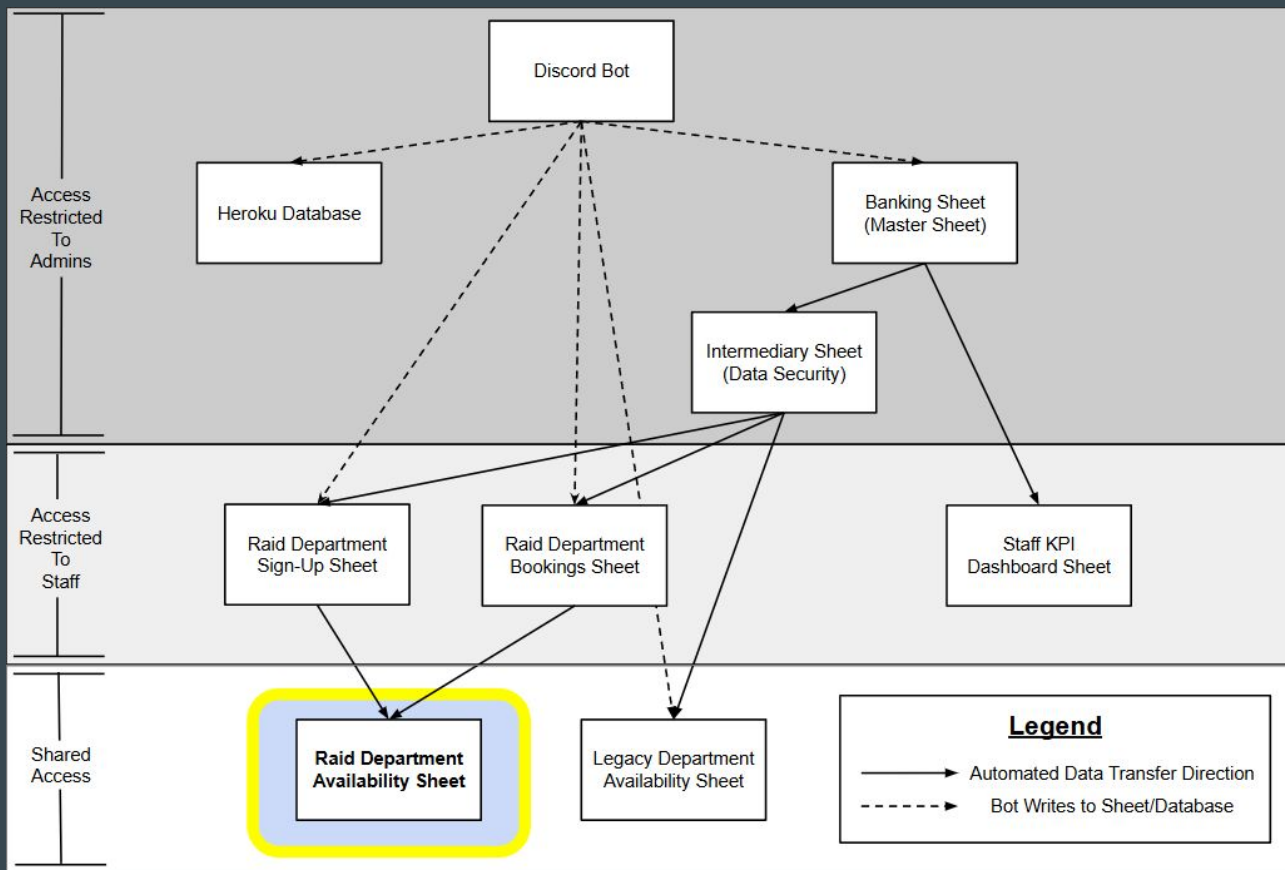 Discord Bot
Access
Restricted
To
Admins
Heroku Database
Banking Sheet
(Master Sheet)
Intermediary Sheet
(Data Security)
Access
Restricted
To
Staff
Raid Department
Sign-Up Sheet
Raid Department
Bookings Sheet
Staff KPI
Dashboard Sheet
Shared
Access
Raid Department
Availability Sheet
Legacy Department
Availability Sheet
Legend
Automated Data Transfer Direction
Bot Writes to Sheet/Database